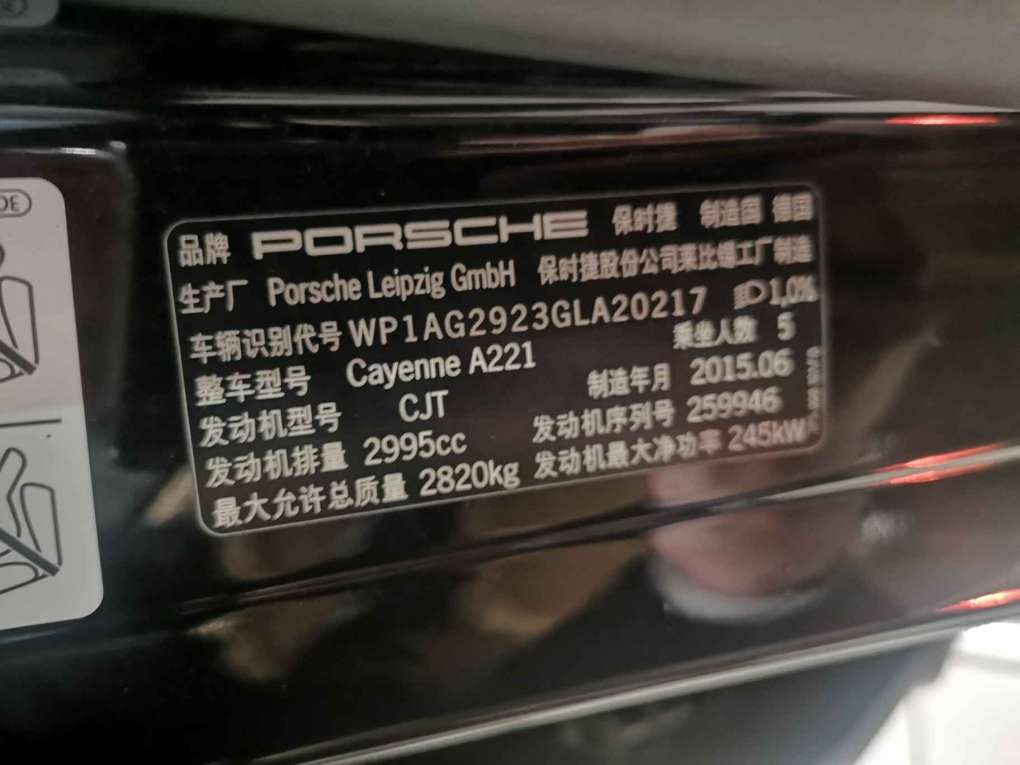 品牌 PORSCHE 保时捷 制造国 德国
生产厂 Porsche Leipzig GmbH 保时捷股份公司莱比锡工厂制造
车辆识别代号 WP1AG2923GLA20217 1,0%
整车型号 Cayenne A221 乘坐人数 5
发动机型号 CJT 制造年月 2015.06
发动机排量 2995cc 发动机序列号 259946
最大允许总质量 2820kg 发动机最大净功率 245kW
DE